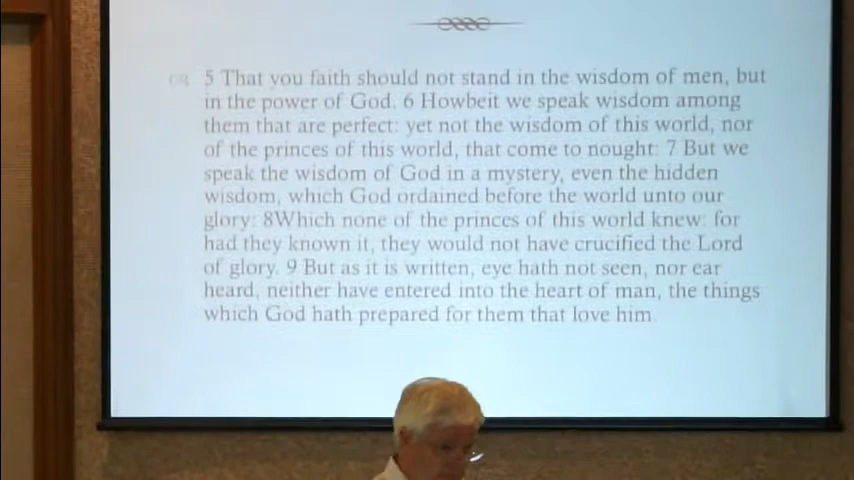 5 That you faith should not stand in the wisdom of men, but
in the power of God. 6 Howbeit we speak wisdom among
them that are perfect: yet not the wisdom of this world, nor
of the princes of this world, that come to nought: 7 But we
speak the wisdom of God in a mystery, even the hidden
wisdom, which God ordained before the world unto our
glory: 8Which none of the princes of this world knew: for
had they known it, they would not have crucified the Lord
of glory. 9 But as it is written, eye hath not seen, nor ear
heard, neither have entered into the heart of man, the things
which God hath prepared for them that love him.